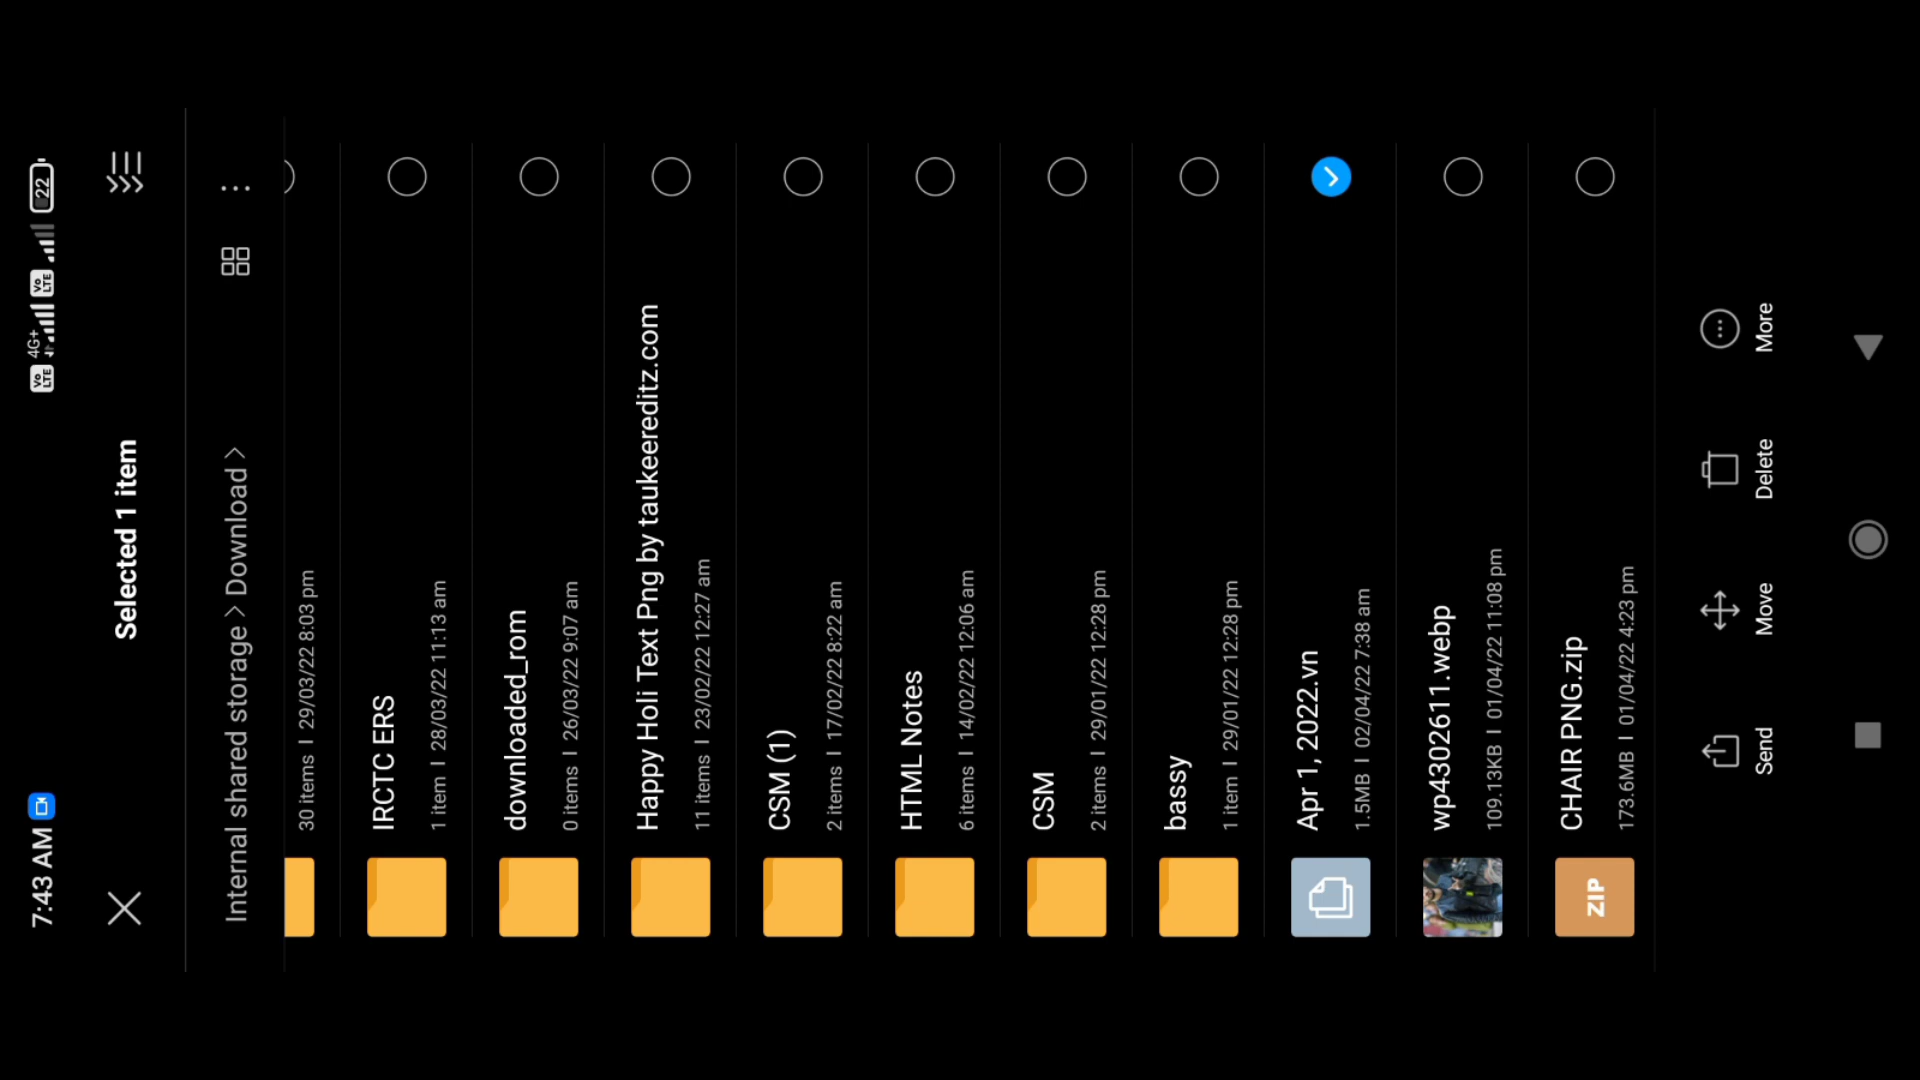 7:43 AM
Vo LTE 4G+ Vo LTE 22
Selected 1 item
Internal shared storage > Download >
30 items | 29/03/22 8:03 pm
IRCTC ERS
1 item | 28/03/22 11:13 am
downloaded_rom
0 items | 26/03/22 9:07 am
Happy Holi Text Png by taukeereditz.com
11 items | 23/02/22 12:27 am
CSM (1)
2 items | 17/02/22 8:22 am
HTML Notes
6 items | 14/02/22 12:06 am
CSM
2 items | 29/01/22 12:28 pm
bassy
1 item | 29/01/22 12:28 pm
Apr 1, 2022.vn
1.5MB | 02/04/22 7:38 am
wp4302611.webp
109.13KB | 01/04/22 11:08 pm
ZIP
CHAIR PNG.zip
173.6MB | 01/04/22 4:23 pm
Send Move Delete More